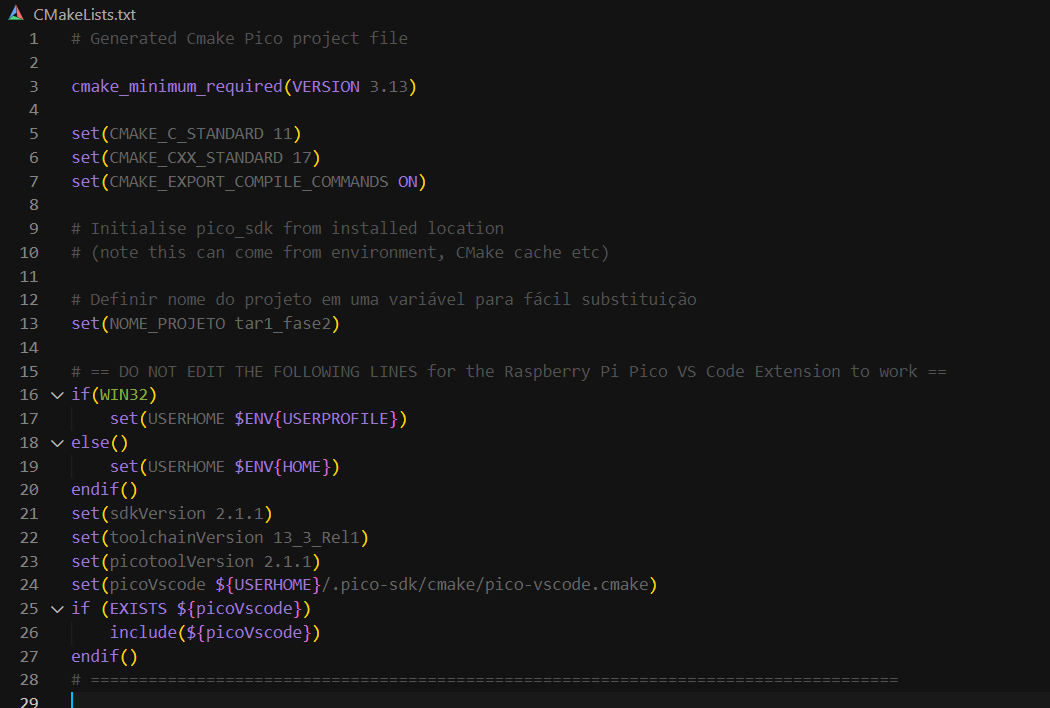 CMakeLists.txt
1 # Generated Cmake Pico project file
2
3 cmake_minimum_required(VERSION 3.13)
4
5 set(CMAKE_C_STANDARD 11)
6 set(CMAKE_CXX_STANDARD 17)
7 set(CMAKE_EXPORT_COMPILE_COMMANDS ON)
8
9 # Initialise pico_sdk from installed location
10 # (note this can come from environment, CMake cache etc)
11
12 # Definir nome do projeto em uma variável para fácil substituição
13 set(NOME_PROJETO tar1_fase2)
14
15 # == DO NOT EDIT THE FOLLOWING LINES for the Raspberry Pi Pico VS Code Extension to work ==
16 if(WIN32)
17     set(USERHOME $ENV{USERPROFILE})
18 else()
19     set(USERHOME $ENV{HOME})
20 endif()
21 set(sdkVersion 2.1.1)
22 set(toolchainVersion 13_3_Rel1)
23 set(picotoolVersion 2.1.1)
24 set(picoVscode ${USERHOME}/.pico-sdk/cmake/pico-vscode.cmake)
25 if (EXISTS ${picoVscode})
26     include(${picoVscode})
27 endif()
28 # ====================================================================================
29